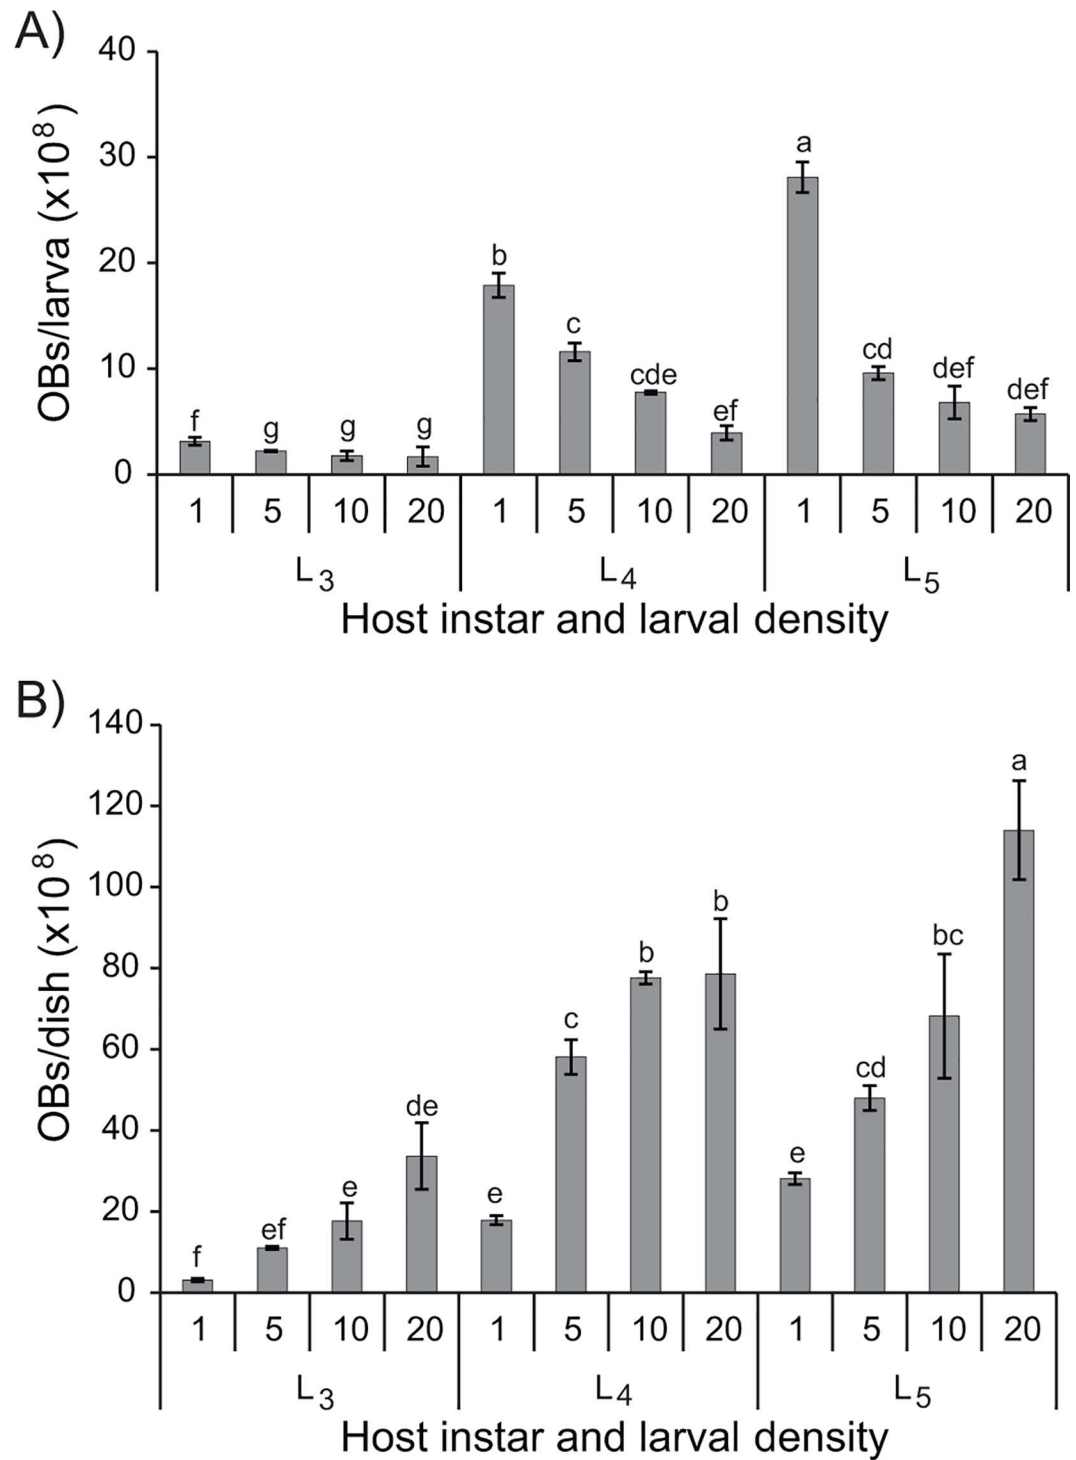 A)
OBs/larva (x10⁸)
40
30
20
10
0
f g g g b c cde ef a cd def def
1 5 10 20 1 5 10 20 1 5 10 20
L₃ L₄ L₅
Host instar and larval density
B)
OBs/dish (x10⁸)
140
120
100
80
60
40
20
0
f ef e de e c b b e cd bc a
1 5 10 20 1 5 10 20 1 5 10 20
L₃ L₄ L₅
Host instar and larval density